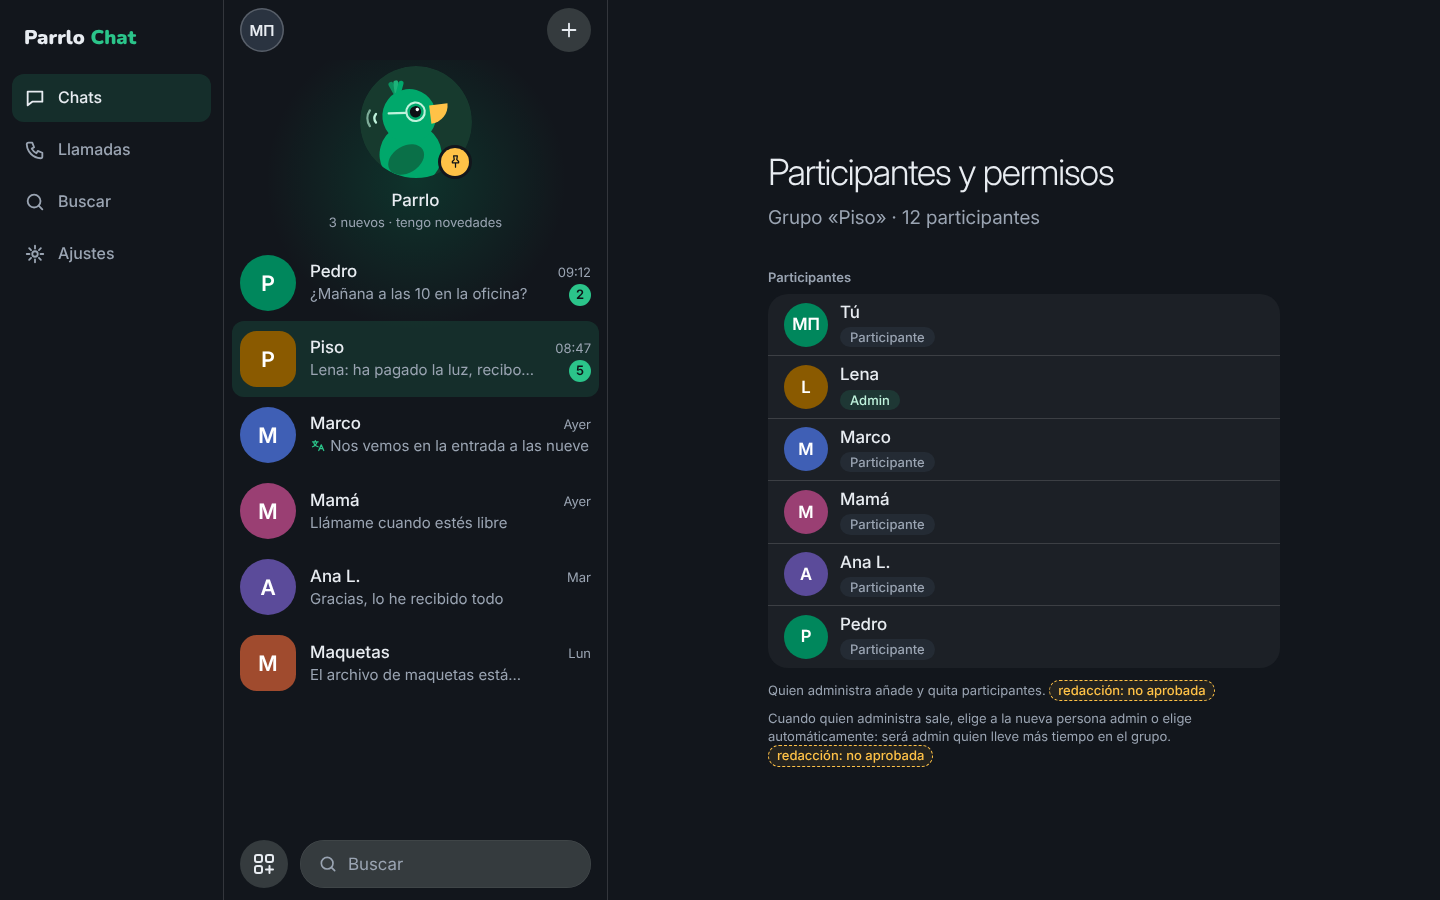 Parrlo Chat
Chats
Llamadas
Buscar
Ajustes
МП
Parrlo
3 nuevos · tengo novedades
P
Pedro
09:12
¿Mañana a las 10 en la oficina?
2
P
Piso
08:47
Lena: ha pagado la luz, recibo...
5
M
Marco
Ayer
Nos vemos en la entrada a las nueve
M
Mamá
Ayer
Llámame cuando estés libre
A
Ana L.
Mar
Gracias, lo he recibido todo
M
Maquetas
Lun
El archivo de maquetas está...
Buscar
Participantes y permisos
Grupo «Piso» · 12 participantes
Participantes
МП
Tú
Participante
L
Lena
Admin
M
Marco
Participante
M
Mamá
Participante
A
Ana L.
Participante
P
Pedro
Participante
Quien administra añade y quita participantes. redacción: no aprobada
Cuando quien administra sale, elige a la nueva persona admin o elige
automáticamente: será admin quien lleve más tiempo en el grupo.
redacción: no aprobada